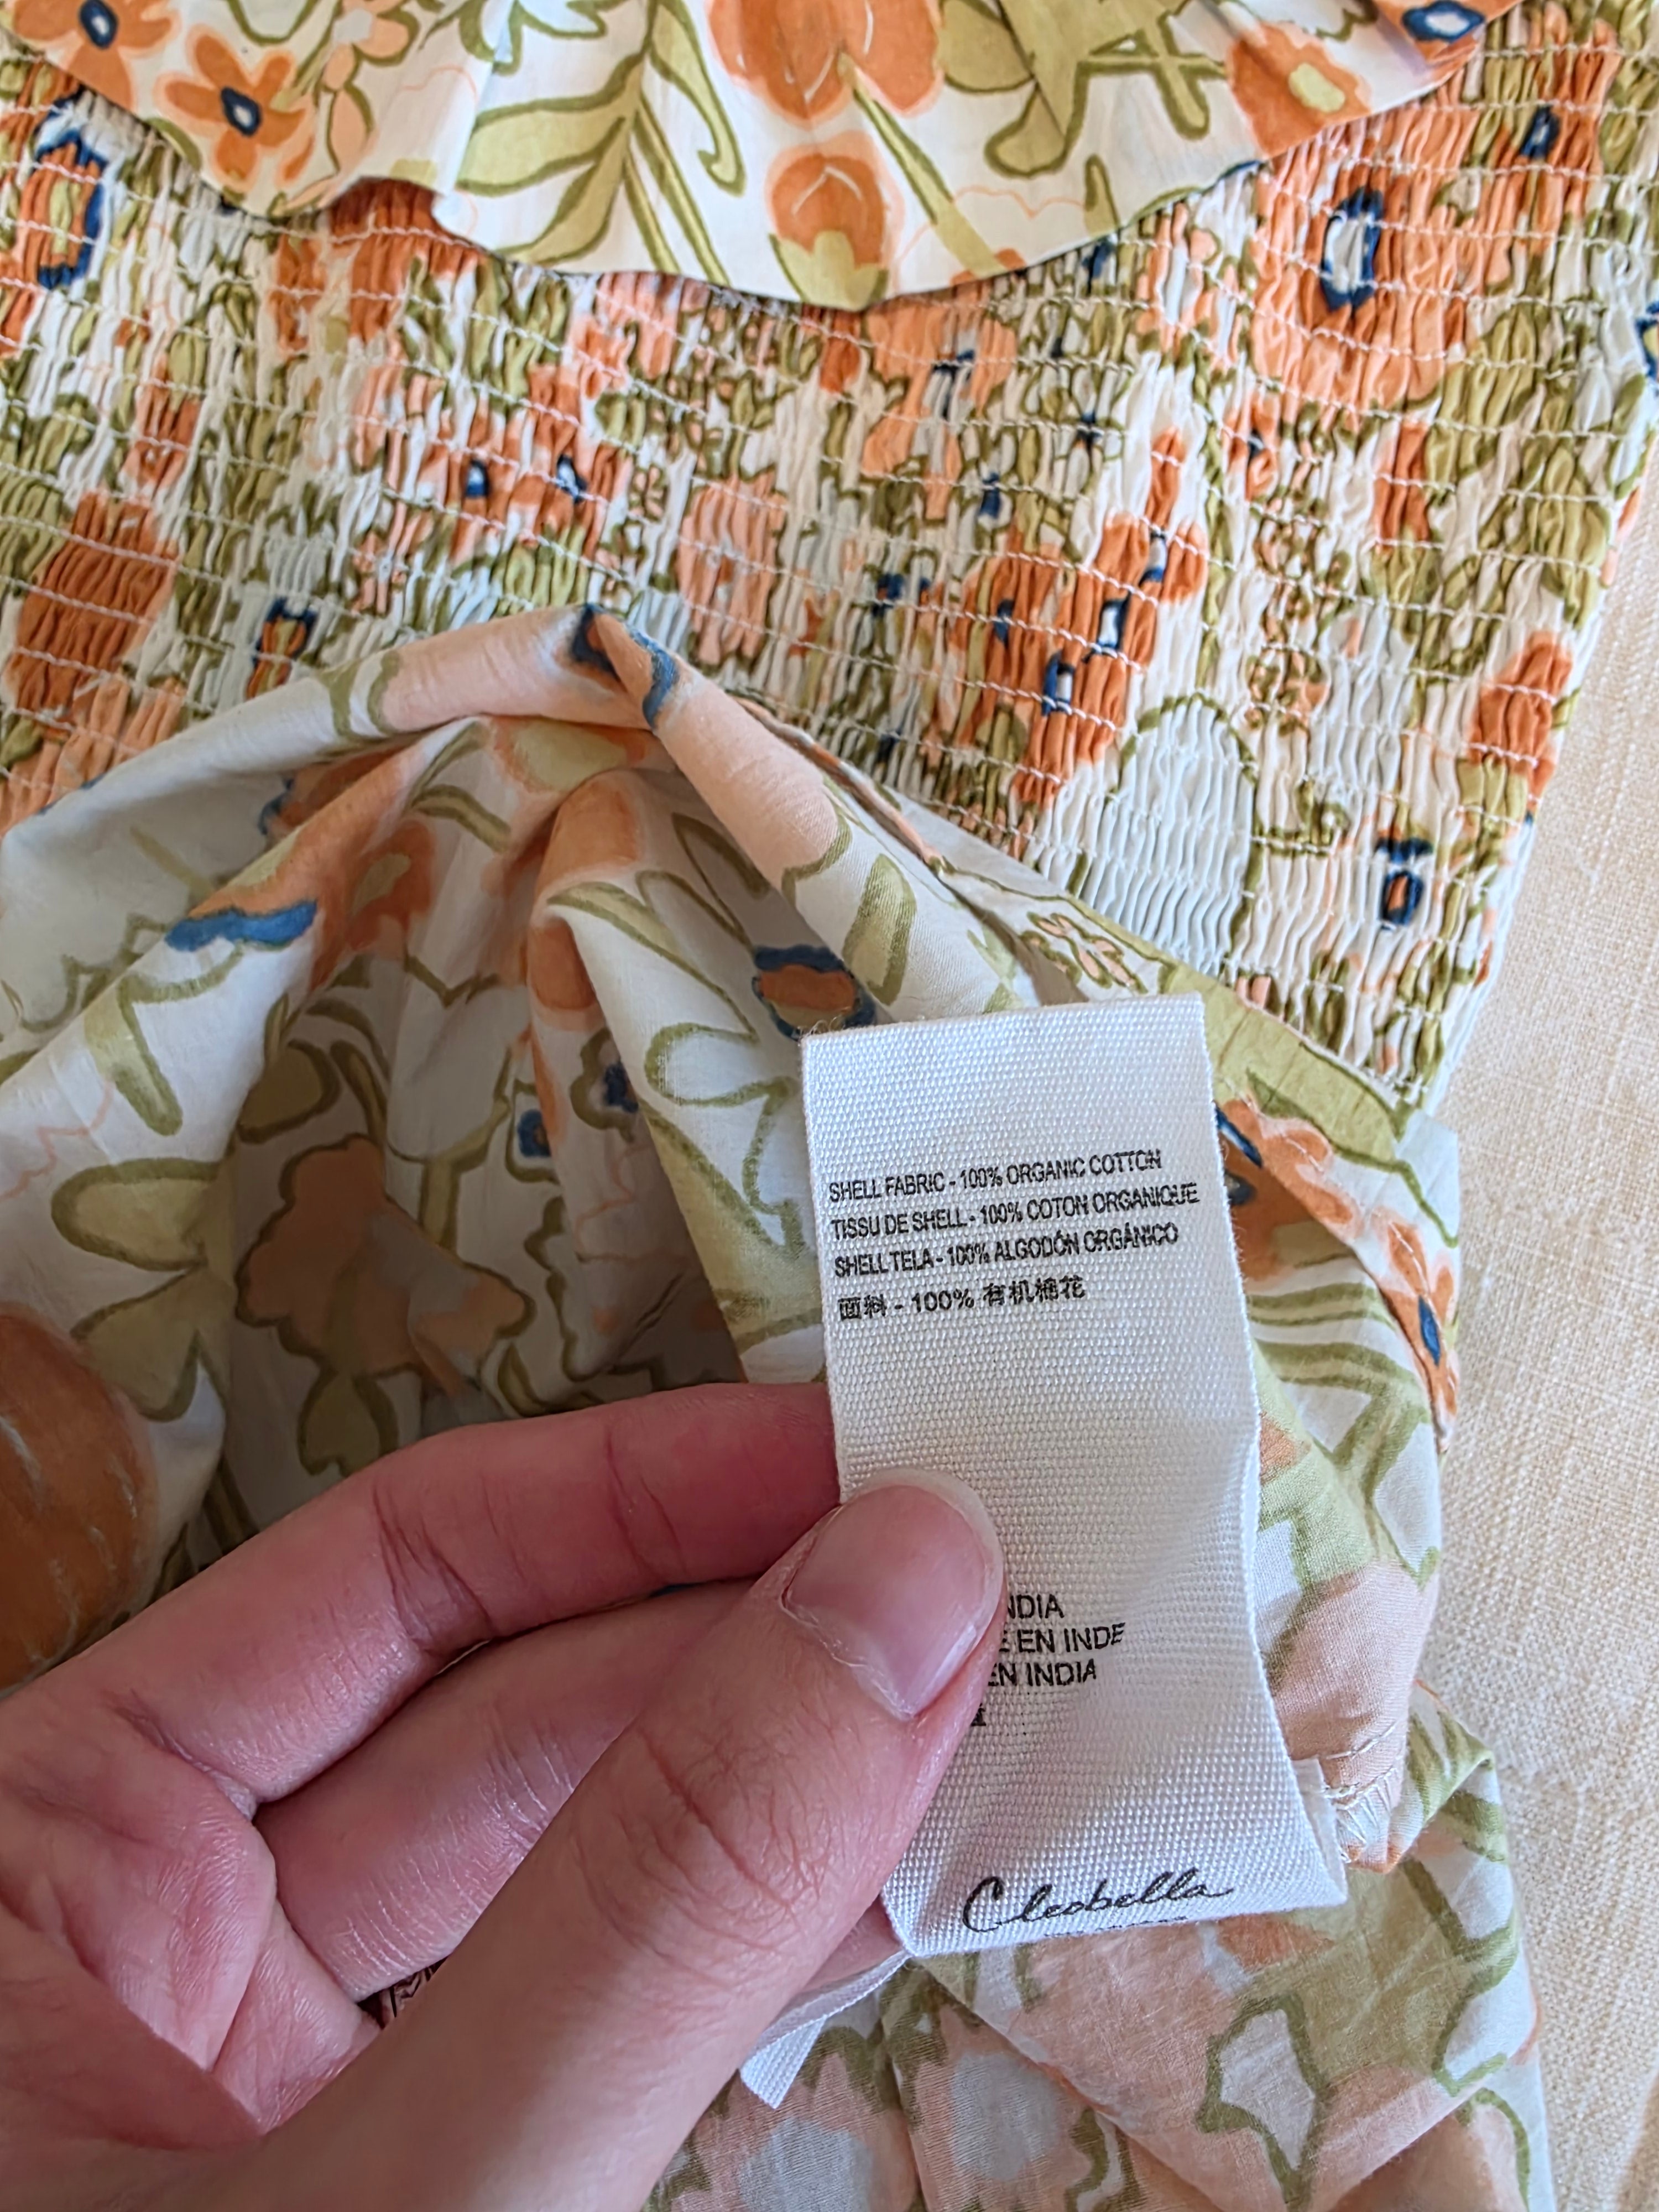 SHELL FABRIC - 100% ORGANIC COTTON
TISSU DE SHELL - 100% COTON ORGANIQUE
SHELL TELA - 100% ALGODÓN ORGÁNICO
面料 - 100% 有机棉花
EN INDE
EN INDIA
Cleobella